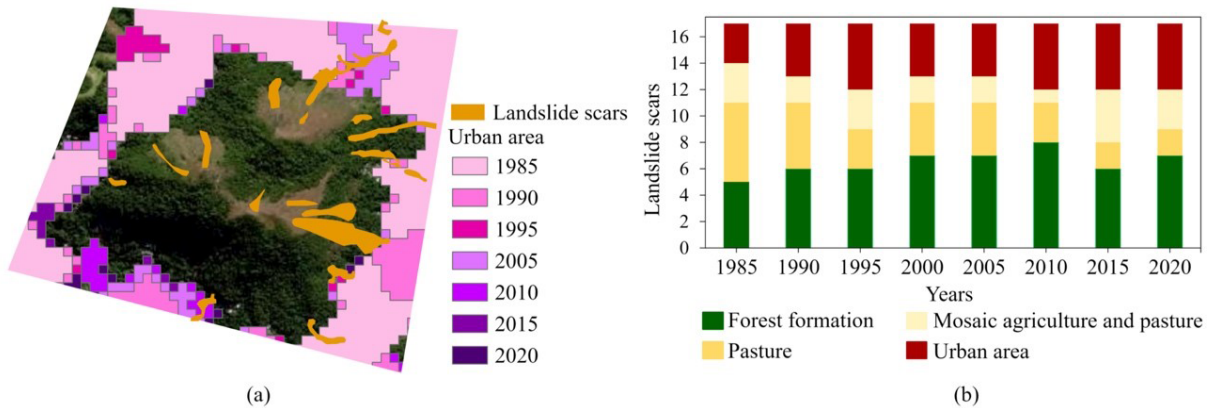 Landslide scars
Urban area
1985
1990
1995
2005
2010
2015
2020
(a)
Landslide scars
16
14
12
10
8
6
4
2
0
1985 1990 1995 2000 2005 2010 2015 2020
Years
Forest formation
Mosaic agriculture and pasture
Pasture
Urban area
(b)